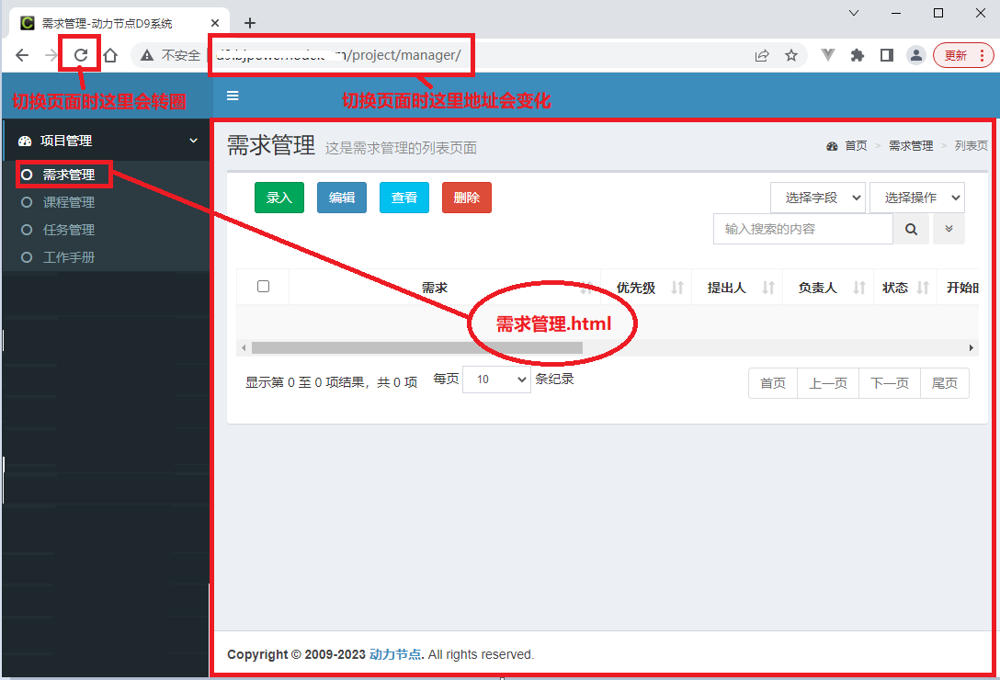 需求管理-动力节点D9系统
不安全
/project/manager/
更新
切换页面时这里会转圈
切换页面时这里地址会变化
项目管理
需求管理
课程管理
任务管理
工作手册
需求管理 这是需求管理的列表页面
首页 > 需求管理 > 列表页
录入 编辑 查看 删除
选择字段 选择操作
输入搜索的内容
需求 优先级 提出人 负责人 状态 开始
需求管理.html
显示第 0 至 0 项结果，共 0 项 每页 10 条纪录
首页 上一页 下一页 尾页
Copyright © 2009-2023 动力节点. All rights reserved.